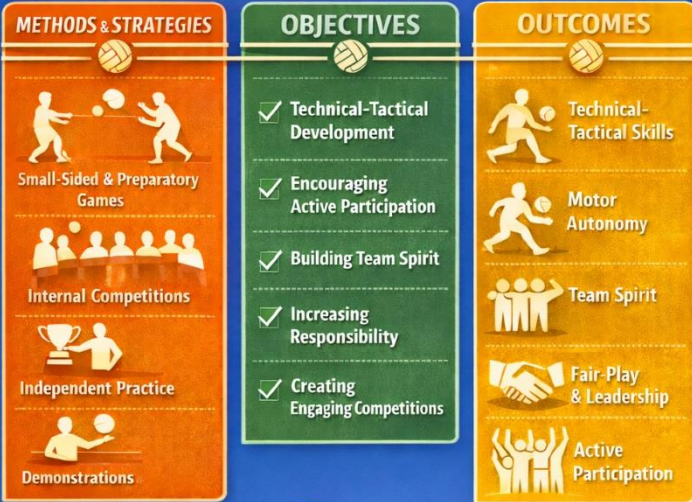 METHODS & STRATEGIES
Small-Sided & Preparatory
Games
Internal Competitions
Independent Practice
Demonstrations
OBJECTIVES
Technical-Tactical
Development
Encouraging
Active Participation
Building Team Spirit
Increasing
Responsibility
Creating
Engaging Competitions
OUTCOMES
Technical-
Tactical Skills
Motor
Autonomy
Team Spirit
Fair-Play
& Leadership
Active
Participation